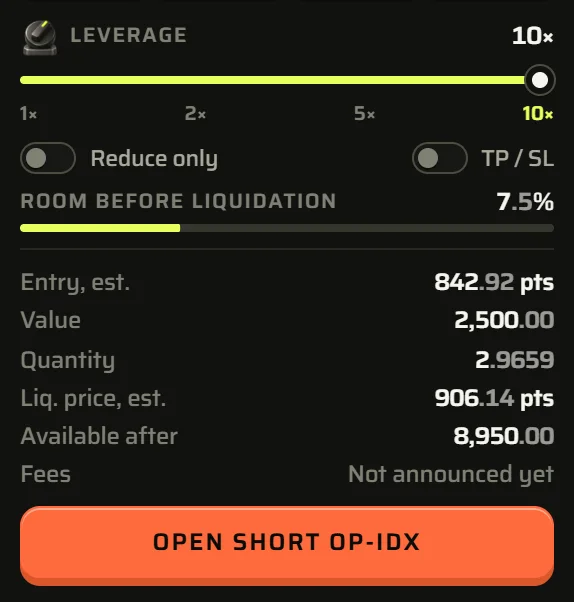 LEVERAGE 10×
1× 2× 5× 10×
Reduce only TP / SL
ROOM BEFORE LIQUIDATION 7.5%
Entry, est. 842.92 pts
Value 2,500.00
Quantity 2.9659
Liq. price, est. 906.14 pts
Available after 8,950.00
Fees Not announced yet
OPEN SHORT OP-IDX